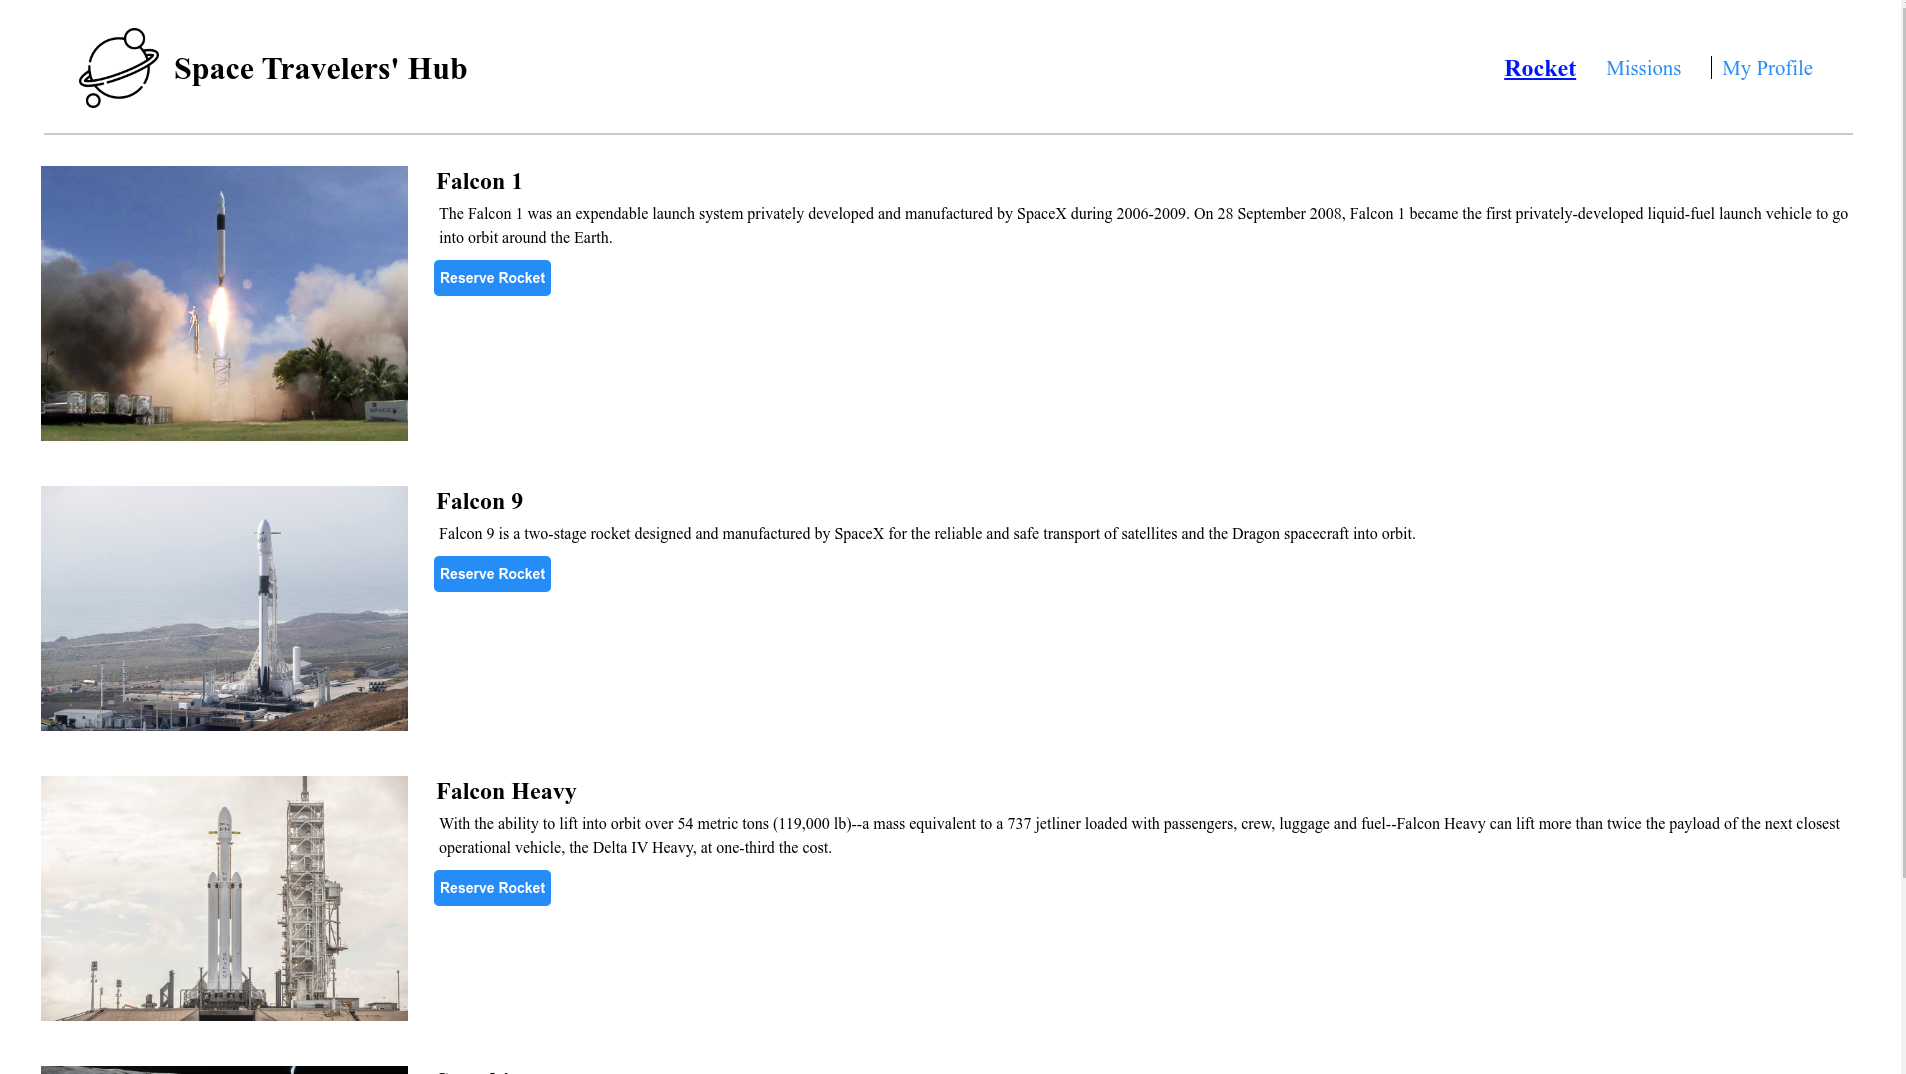 Space Travelers' Hub
Rocket
Missions
My Profile
Falcon 1
The Falcon 1 was an expendable launch system privately developed and manufactured by SpaceX during 2006-2009. On 28 September 2008, Falcon 1 became the first privately-developed liquid-fuel launch vehicle to go
into orbit around the Earth.
Reserve Rocket
Falcon 9
Falcon 9 is a two-stage rocket designed and manufactured by SpaceX for the reliable and safe transport of satellites and the Dragon spacecraft into orbit.
Reserve Rocket
Falcon Heavy
With the ability to lift into orbit over 54 metric tons (119,000 lb)--a mass equivalent to a 737 jetliner loaded with passengers, crew, luggage and fuel--Falcon Heavy can lift more than twice the payload of the next closest
operational vehicle, the Delta IV Heavy, at one-third the cost.
Reserve Rocket